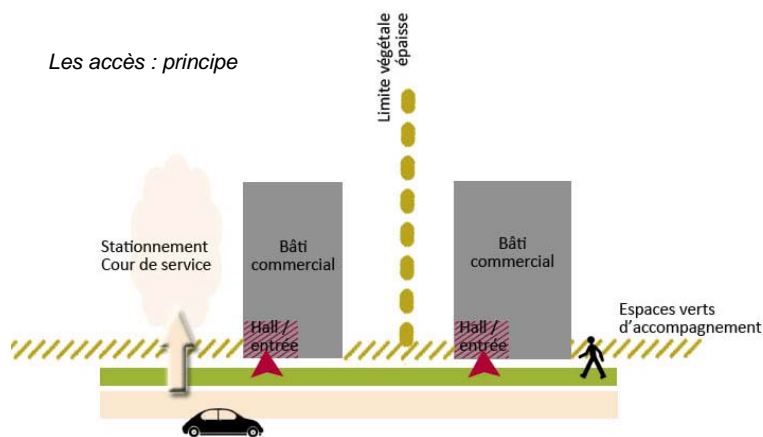 Les accès : principe
Limite végétale
épaisse
Stationnement
Cour de service
Bâti
commercial
Hall /
entrée
Bâti
commercial
Hall /
entrée
Espaces verts
d'accompagnement